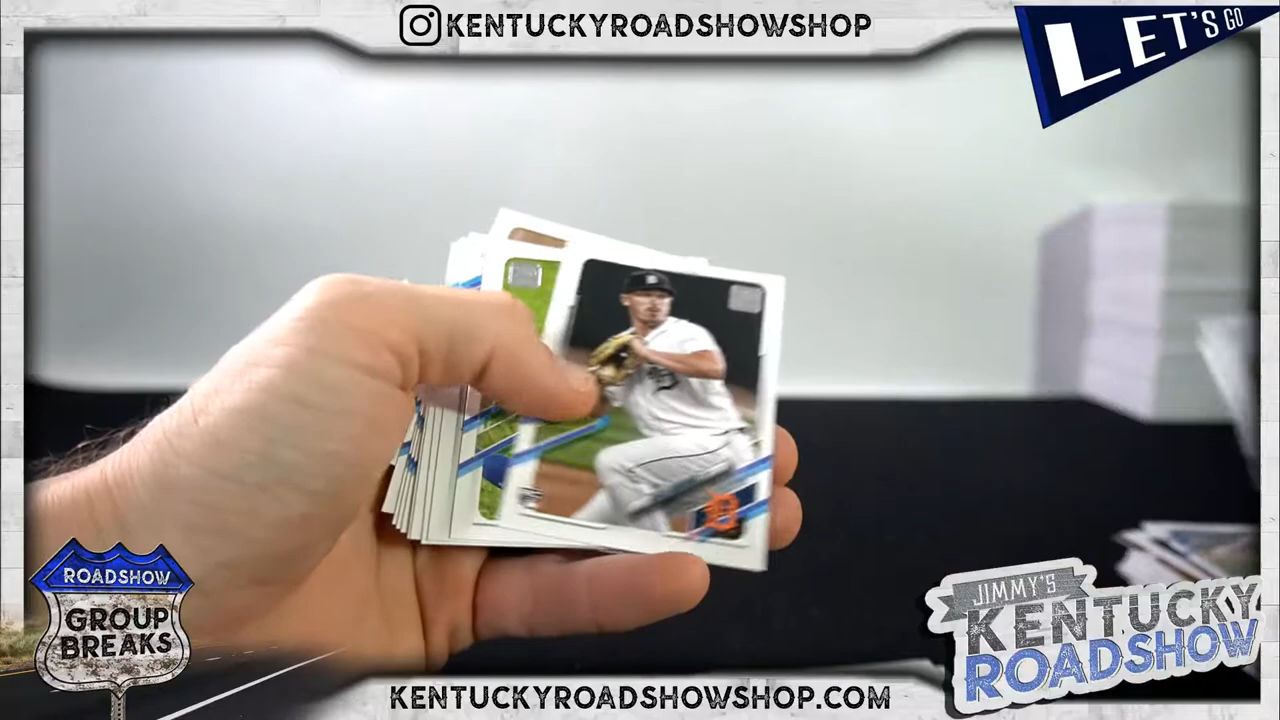 KENTUCKYROADSHOWSHOP
LET'S GO
ROADSHOW
GROUP
BREAKS
JIMMY'S
KENTUCKY
ROADSHOW
KENTUCKYROADSHOWSHOP.COM